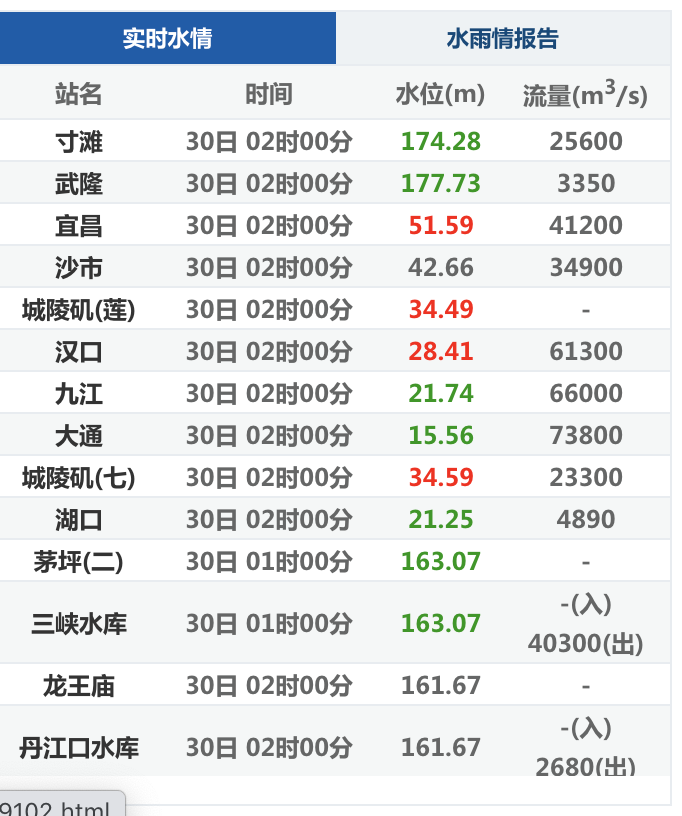 实时水情 水雨情报告
站名 时间 水位(m) 流量(m³/s)
寸滩 30日 02时00分 174.28 25600
武隆 30日 02时00分 177.73 3350
宜昌 30日 02时00分 51.59 41200
沙市 30日 02时00分 42.66 34900
城陵矶(莲) 30日 02时00分 34.49 -
汉口 30日 02时00分 28.41 61300
九江 30日 02时00分 21.74 66000
大通 30日 02时00分 15.56 73800
城陵矶(七) 30日 02时00分 34.59 23300
湖口 30日 02时00分 21.25 4890
茅坪(二) 30日 01时00分 163.07 -
-(入)
三峡水库 30日 01时00分 163.07
40300(出)
龙王庙 30日 02时00分 161.67 -
-(入)
丹江口水库 30日 02时00分 161.67
2680(出)
9102.html